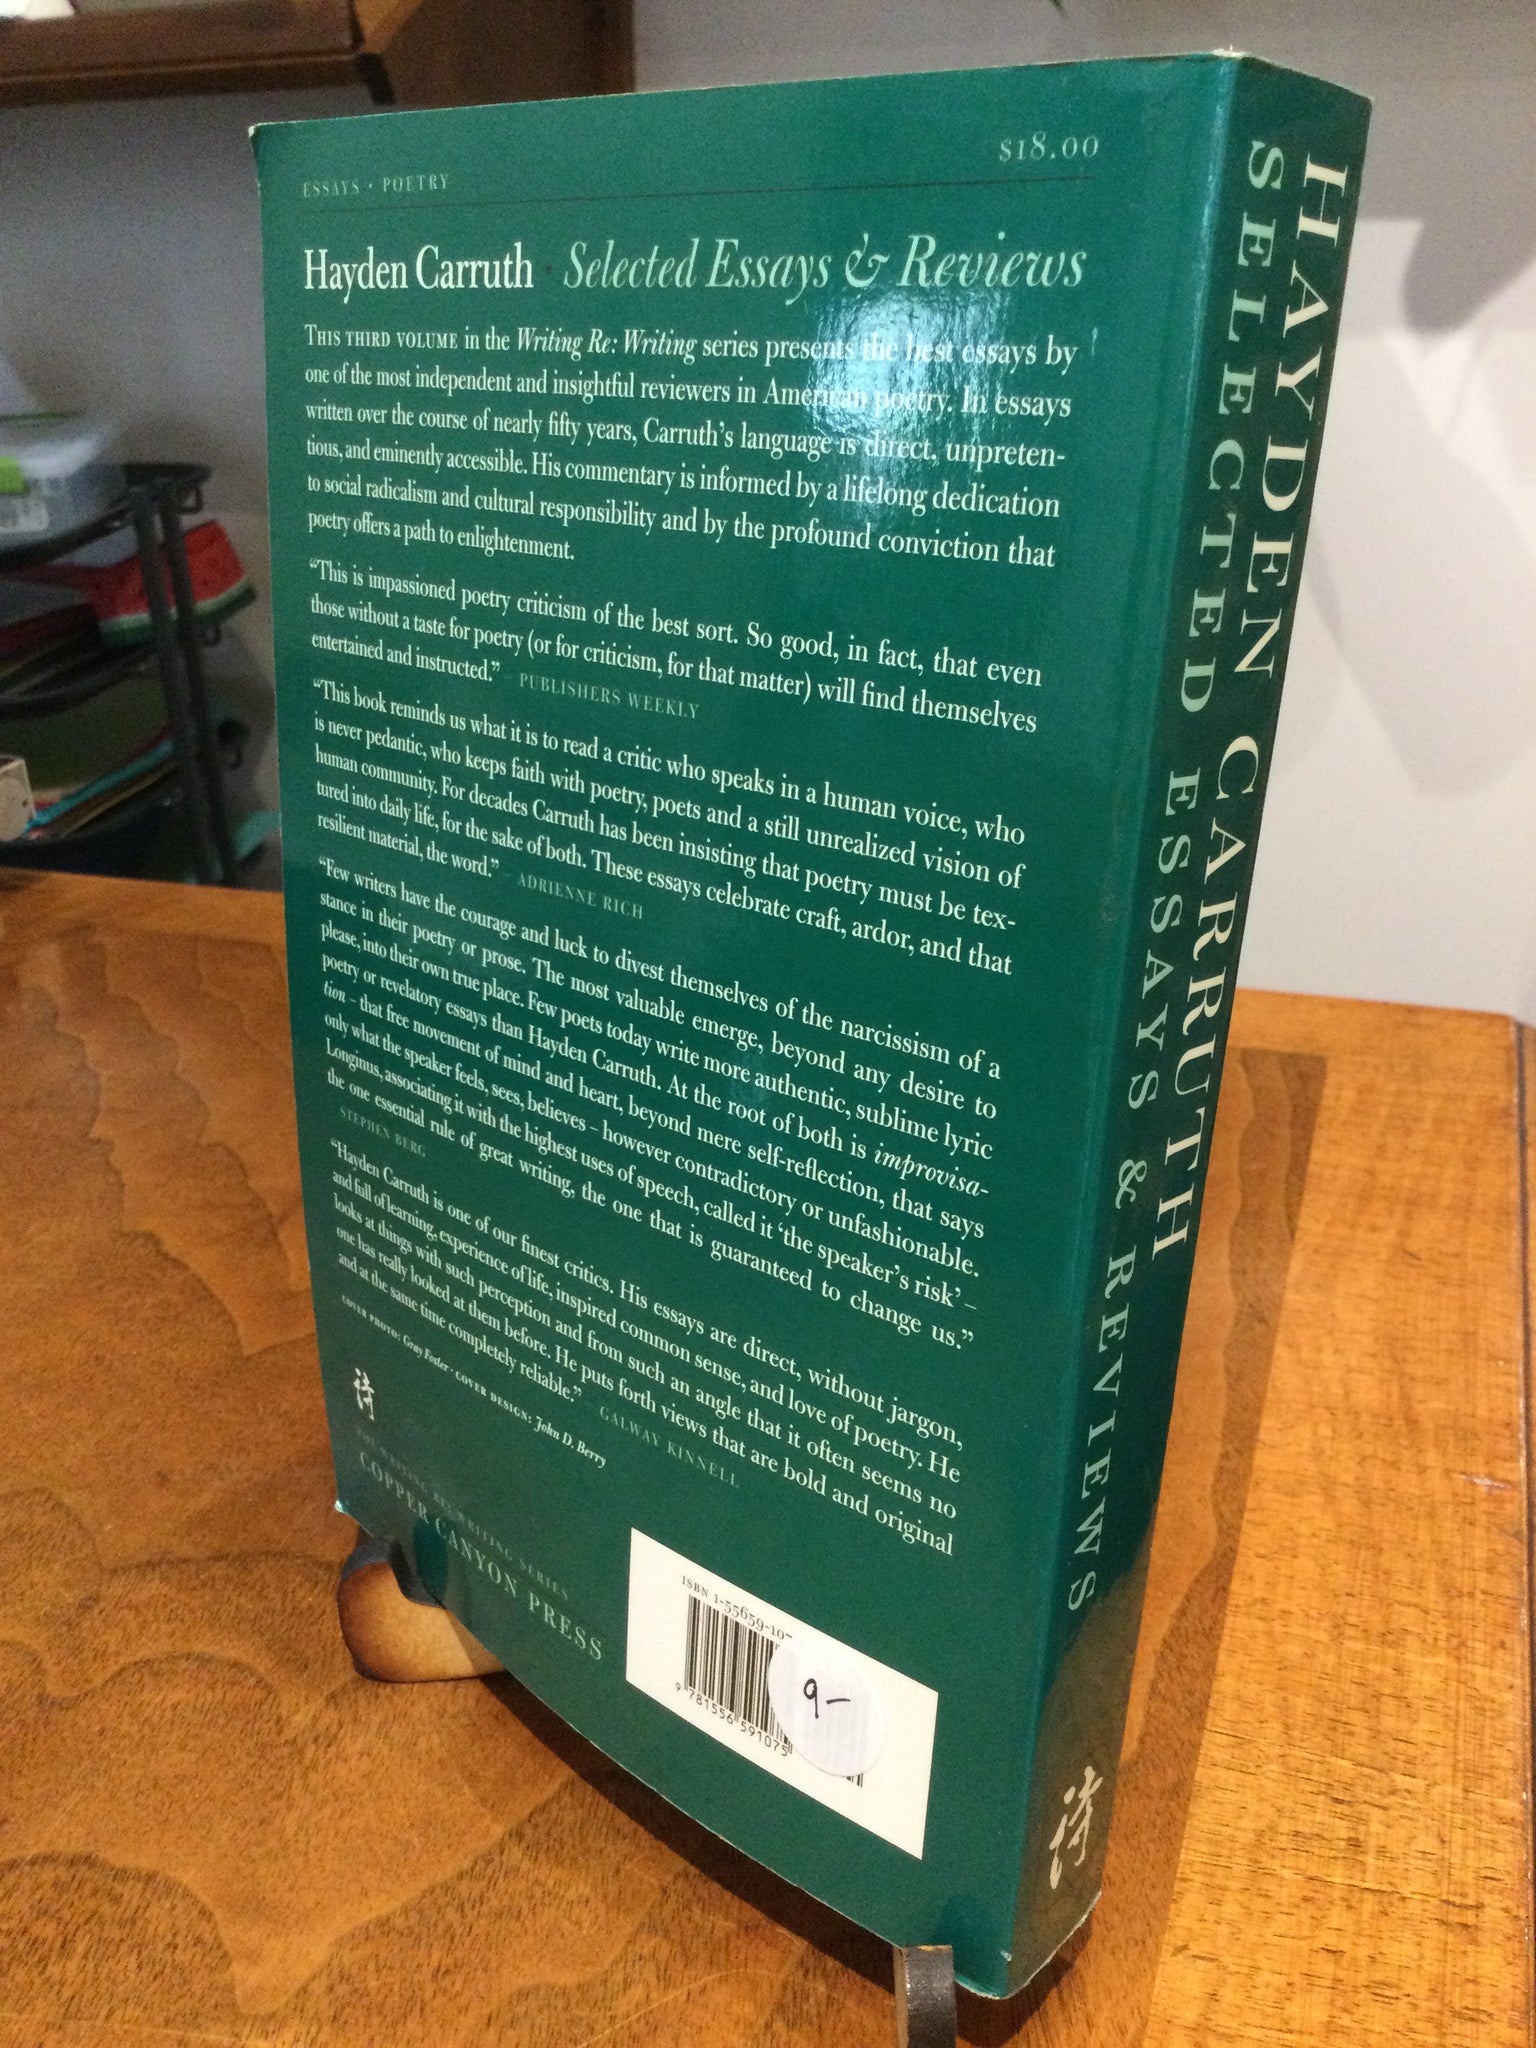 ESSAYS · POETRY
$18.00
Hayden Carruth · Selected Essays & Reviews
THIS THIRD VOLUME in the Writing Re: Writing series presents the best essays by
one of the most independent and insightful reviewers in American poetry. In essays
written over the course of nearly fifty years, Carruth's language is direct, unpreten-
tious, and eminently accessible. His commentary is informed by a lifelong dedication
to social radicalism and cultural responsibility and by the profound conviction that
poetry offers a path to enlightenment.
“This is impassioned poetry criticism of the best sort. So good, in fact, that even
those without a taste for poetry (or for criticism, for that matter) will find themselves
entertained and instructed.” – PUBLISHERS WEEKLY
“This book reminds us what it is to read a critic who speaks in a human voice, who
is never pedantic, who keeps faith with poetry, poets and a still unrealized vision of
human community. For decades Carruth has been insisting that poetry must be tex-
tured into daily life, for the sake of both. These essays celebrate craft, ardor, and that
resilient material, the word.” – ADRIENNE RICH
“Few writers have the courage and luck to divest themselves of the narcissism of a
stance in their poetry or prose. The most valuable emerge, beyond any desire to
please, into their own true place. Few poets today write more authentic, sublime lyric
poetry or revelatory essays than Hayden Carruth. At the root of both is improvisa-
tion – that free movement of mind and heart, beyond mere self-reflection, that says
only what the speaker feels, sees, believes – however contradictory or unfashionable.
Longinus, associating it with the highest uses of speech, called it ‘the speaker's risk’ –
the one essential rule of great writing, the one that is guaranteed to change us.”
STEPHEN BERG
“Hayden Carruth is one of our finest critics. His essays are direct, without jargon,
and full of learning, experience of life, inspired common sense, and love of poetry. He
looks at things with such perception and from such an angle that it often seems no
one has really looked at them before. He puts forth views that are bold and original
and at the same time completely reliable.” – GALWAY KINNELL
COVER PHOTO: Gray Foster · COVER DESIGN: John D. Berry
詩
THE WRITING RE: WRITING SERIES
COPPER CANYON PRESS
ISBN 1-55659-10
9 781556 591075
9-
HAYDEN CARRUTH
SELECTED ESSAYS & REVIEWS
詩